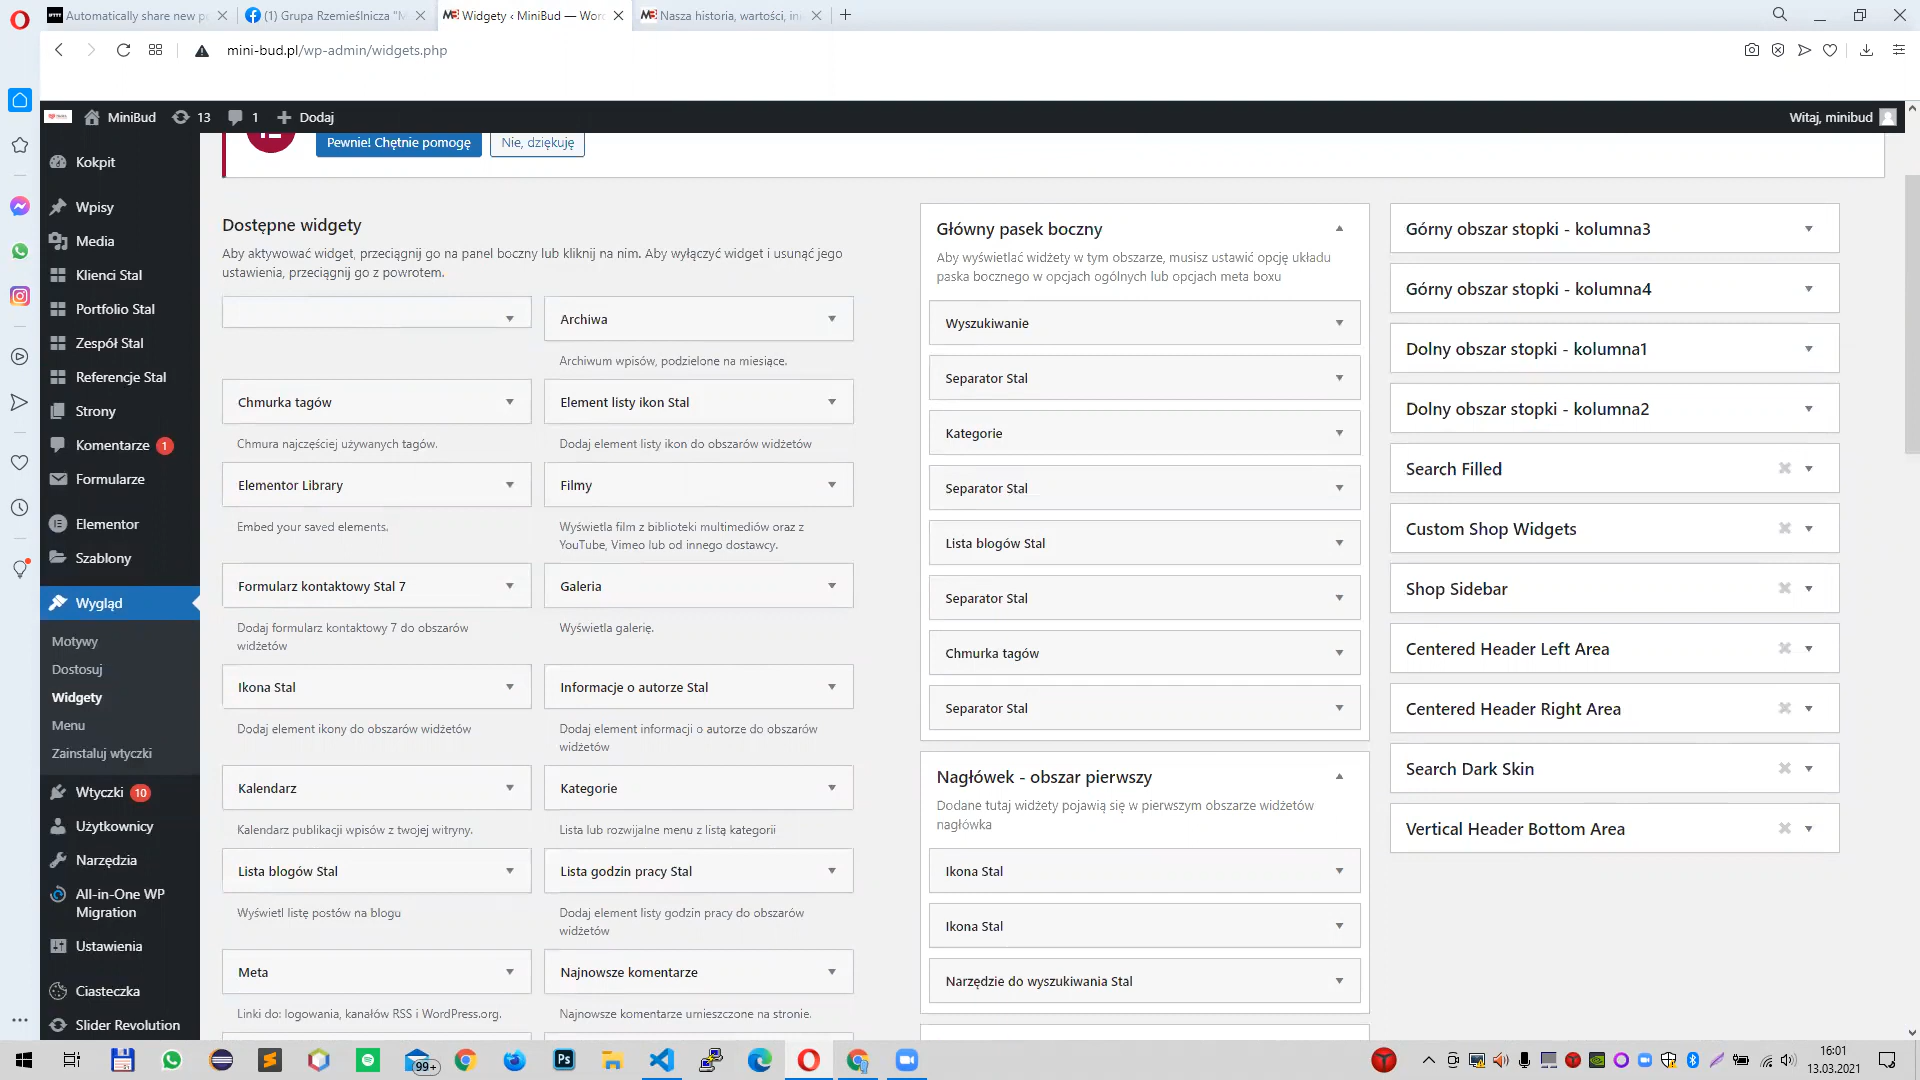 Automatically share new p
(1) Grupa Rzemieślnicza "M
Widgety ‹ MiniBud — Wor
Nasza historia, wartości, in
mini-bud.pl/wp-admin/widgets.php
MiniBud
13
1
Dodaj
Witaj, minibud
Pewnie! Chętnie pomogę
Nie, dziękuję
Kokpit
Wpisy
Media
Klienci Stal
Portfolio Stal
Zespół Stal
Referencje Stal
Strony
Komentarze 1
Formularze
Elementor
Szablony
Wygląd
Motywy
Dostosuj
Widgety
Menu
Zainstaluj wtyczki
Wtyczki 10
Użytkownicy
Narzędzia
All-in-One WP
Migration
Ustawienia
Ciasteczka
Slider Revolution
Dostępne widgety
Aby aktywować widget, przeciągnij go na panel boczny lub kliknij na nim. Aby wyłączyć widget i usunąć jego
ustawienia, przeciągnij go z powrotem.
Archiwa
Archiwum wpisów, podzielone na miesiące.
Chmurka tagów
Chmura najczęściej używanych tagów.
Element listy ikon Stal
Dodaj element listy ikon do obszarów widżetów
Elementor Library
Embed your saved elements.
Filmy
Wyświetla film z biblioteki multimediów oraz z
YouTube, Vimeo lub od innego dostawcy.
Formularz kontaktowy Stal 7
Dodaj formularz kontaktowy 7 do obszarów
widżetów
Galeria
Wyświetla galerię.
Ikona Stal
Dodaj element ikony do obszarów widżetów
Informacje o autorze Stal
Dodaj element informacji o autorze do obszarów
widżetów
Kalendarz
Kalendarz publikacji wpisów z twojej witryny.
Kategorie
Lista lub rozwijalne menu z listą kategorii
Lista blogów Stal
Wyświetl listę postów na blogu
Lista godzin pracy Stal
Dodaj element listy godzin pracy do obszarów
widżetów
Meta
Linki do: logowania, kanałów RSS i WordPress.org.
Najnowsze komentarze
Najnowsze komentarze umieszczone na stronie.
Główny pasek boczny
Aby wyświetlać widżety w tym obszarze, musisz ustawić opcję układu
paska bocznego w opcjach ogólnych lub opcjach meta boxu
Wyszukiwanie
Separator Stal
Kategorie
Separator Stal
Lista blogów Stal
Separator Stal
Chmurka tagów
Separator Stal
Nagłówek - obszar pierwszy
Dodane tutaj widżety pojawią się w pierwszym obszarze widżetów
nagłówka
Ikona Stal
Ikona Stal
Narzędzie do wyszukiwania Stal
Górny obszar stopki - kolumna3
Górny obszar stopki - kolumna4
Dolny obszar stopki - kolumna1
Dolny obszar stopki - kolumna2
Search Filled
Custom Shop Widgets
Shop Sidebar
Centered Header Left Area
Centered Header Right Area
Search Dark Skin
Vertical Header Bottom Area
99+
Ps
16:01
13.03.2021